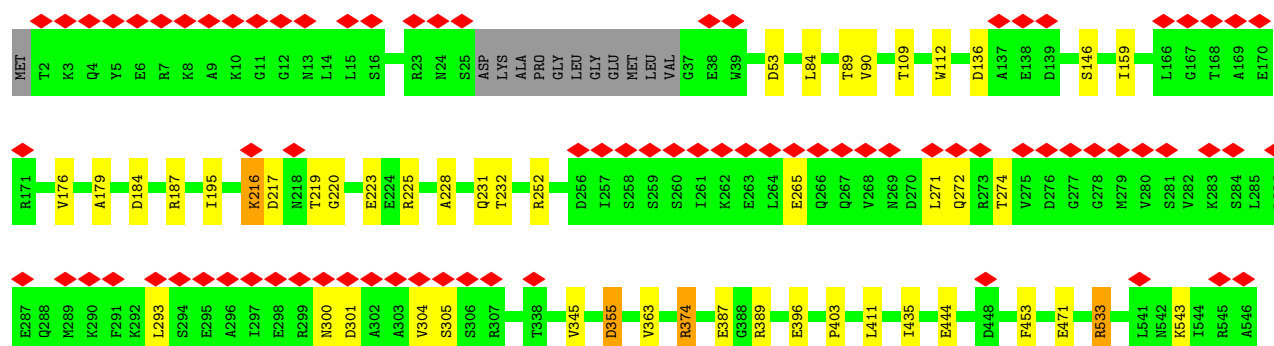 MET T2 K3 Q4 Y5 E6 R7 K8 A9 K10 G11 G12 N13 L14 L15 S16 R23 N24 S25 ASP LYS ALA PRO GLY LEU GLY GLU MET LEU VAL G37 E38 W39 D53 L84 T89 V90 T109 W112 D136 A137 E138 D139 S146 I159 L166 G167 T168 A169 E170
R171 V176 A179 D184 R187 I195 K216 D217 N218 T219 G220 E223 E224 R225 A228 Q231 T232 R252 D256 I257 S258 S259 S260 I261 K262 E263 L264 E265 Q266 Q267 V268 N269 D270 L271 Q272 R273 T274 V275 D276 G277 G278 M279 V280 S281 V282 K283 S284 L285
E287 Q288 M289 K290 F291 K292 L293 S294 E295 A296 I297 E298 R299 N300 D301 A302 A303 V304 S305 S306 R307 T338 V345 D355 V363 R374 E387 G388 R389 E396 P403 L411 I435 E444 D448 F453 E471 R533 L541 N542 K543 I544 R545 A546